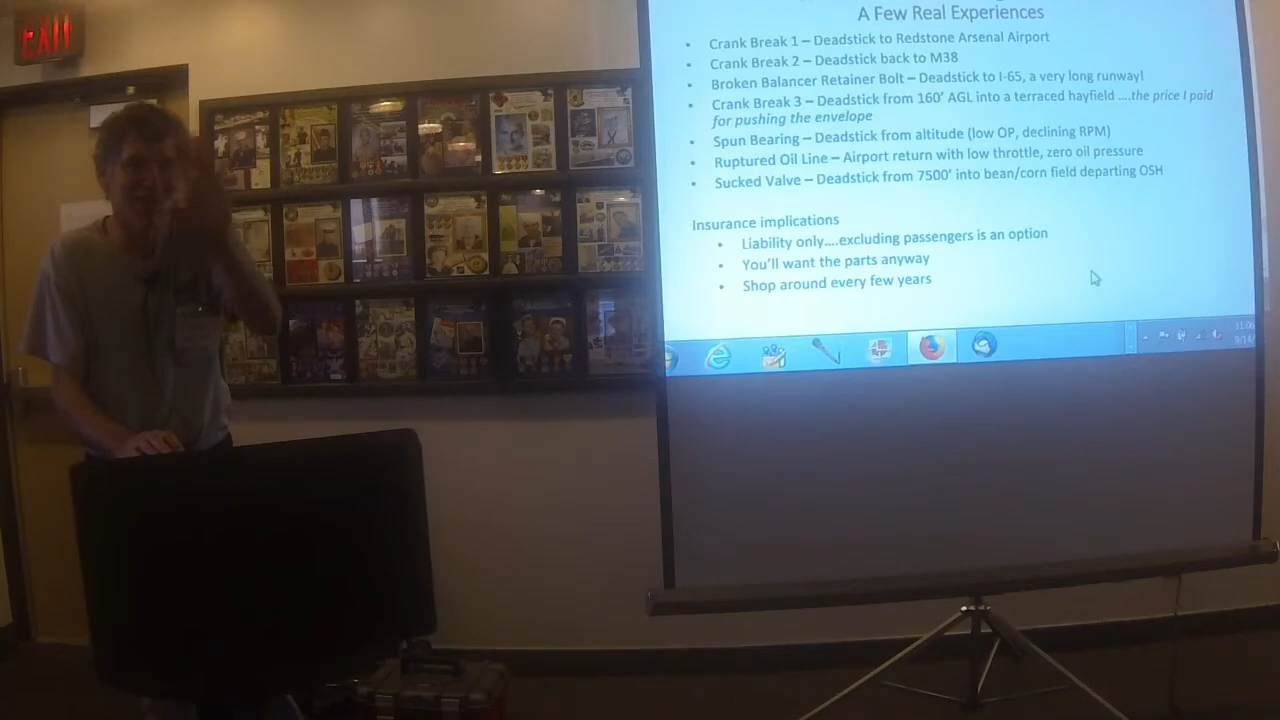 EXIT
A Few Real Experiences
• Crank Break 1 – Deadstick to Redstone Arsenal Airport
• Crank Break 2 – Deadstick back to M38
• Broken Balancer Retainer Bolt – Deadstick to I-65, a very long runway!
• Crank Break 3 – Deadstick from 160' AGL into a terraced hayfield ....the price I paid
for pushing the envelope
• Spun Bearing – Deadstick from altitude (low OP, declining RPM)
• Ruptured Oil Line – Airport return with low throttle, zero oil pressure
• Sucked Valve – Deadstick from 7500' into bean/corn field departing OSH
Insurance implications
• Liability only....excluding passengers is an option
• You'll want the parts anyway
• Shop around every few years
11:06
9/14/